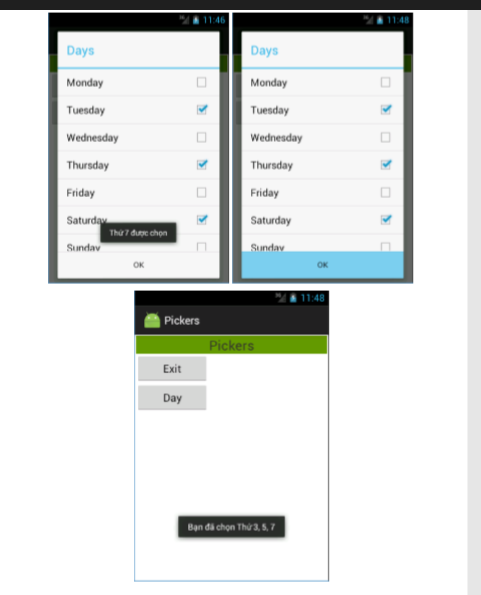 11:46
Days
Monday
Tuesday
Wednesday
Thursday
Friday
Saturday
Thứ 7 được chọn
Sunday
OK
11:48
Days
Monday
Tuesday
Wednesday
Thursday
Friday
Saturday
Sunday
OK
11:48
Pickers
Pickers
Exit
Day
Bạn đã chọn Thứ 3, 5, 7